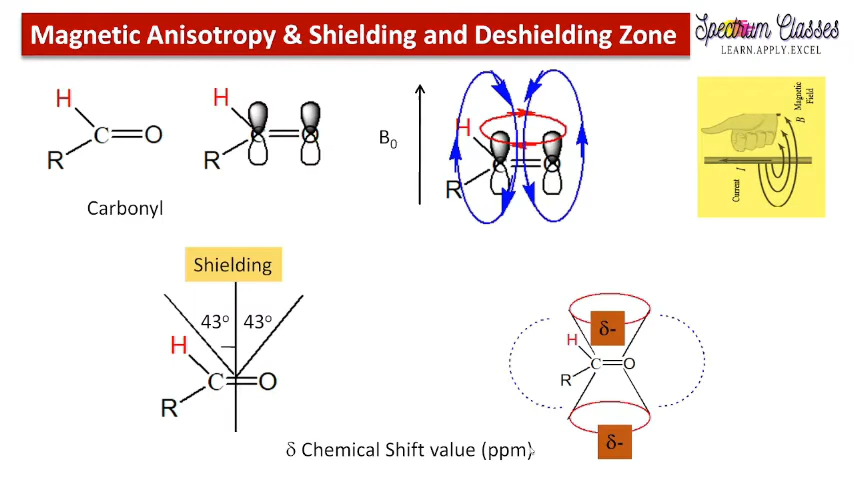 Magnetic Anisotropy & Shielding and Deshielding Zone
Spectrum Classes
LEARN.APPLY.EXCEL
H
C
O
R
H
C
O
R
Carbonyl
B₀
H
C
O
R
Magnetic
Field
B
I
Current
Shielding
43° 43°
H
C
O
R
δ-
H
C
O
R
δ-
δ Chemical Shift value (ppm)